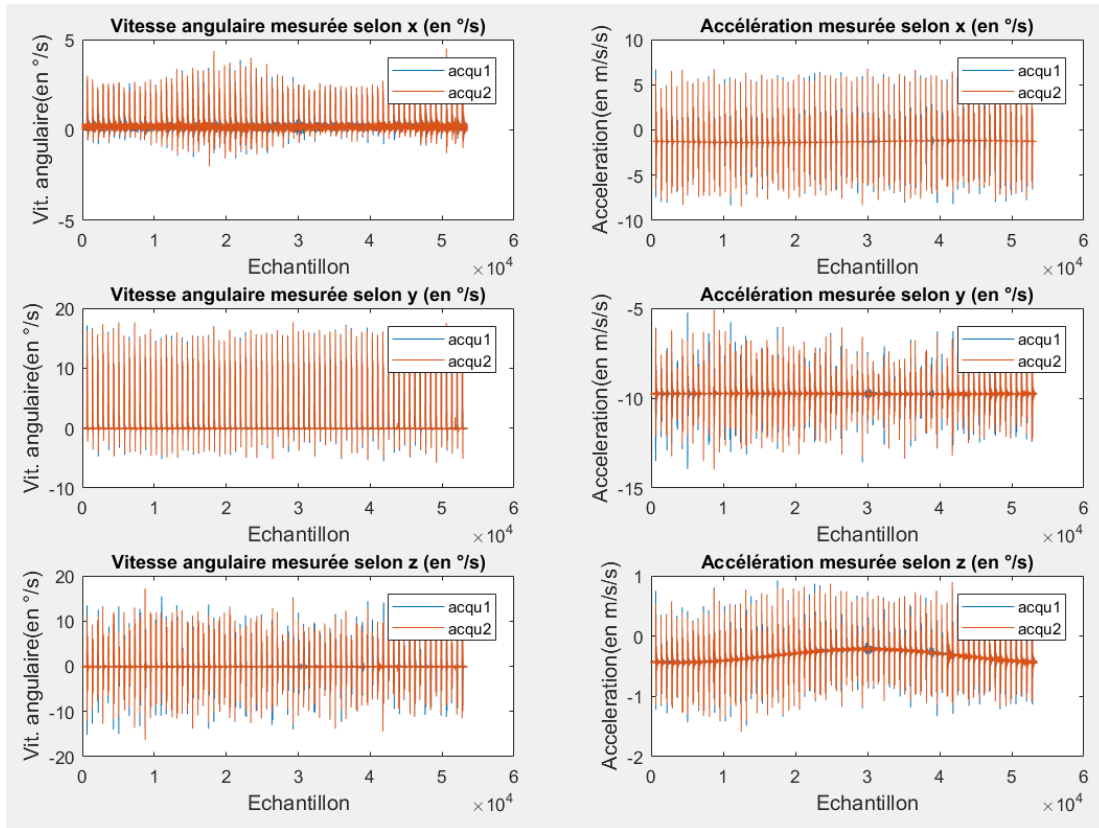 Vitesse angulaire mesurée selon x (en °/s)
5
0
-5
Vit. angulaire(en °/s)
acqu1
acqu2
0 1 2 3 4 5 6
Echantillon
×10^4
Accélération mesurée selon x (en °/s)
10
5
0
-5
-10
Acceleration(en m/s/s)
acqu1
acqu2
0 1 2 3 4 5 6
Echantillon
×10^4
Vitesse angulaire mesurée selon y (en °/s)
20
10
0
-10
Vit. angulaire(en °/s)
acqu1
acqu2
0 1 2 3 4 5 6
Echantillon
×10^4
Accélération mesurée selon y (en °/s)
-5
-10
-15
Acceleration(en m/s/s)
acqu1
acqu2
0 1 2 3 4 5 6
Echantillon
×10^4
Vitesse angulaire mesurée selon z (en °/s)
20
10
0
-10
-20
Vit. angulaire(en °/s)
acqu1
acqu2
0 1 2 3 4 5 6
Echantillon
×10^4
Accélération mesurée selon z (en °/s)
1
0
-1
-2
Acceleration(en m/s/s)
acqu1
acqu2
0 1 2 3 4 5 6
Echantillon
×10^4